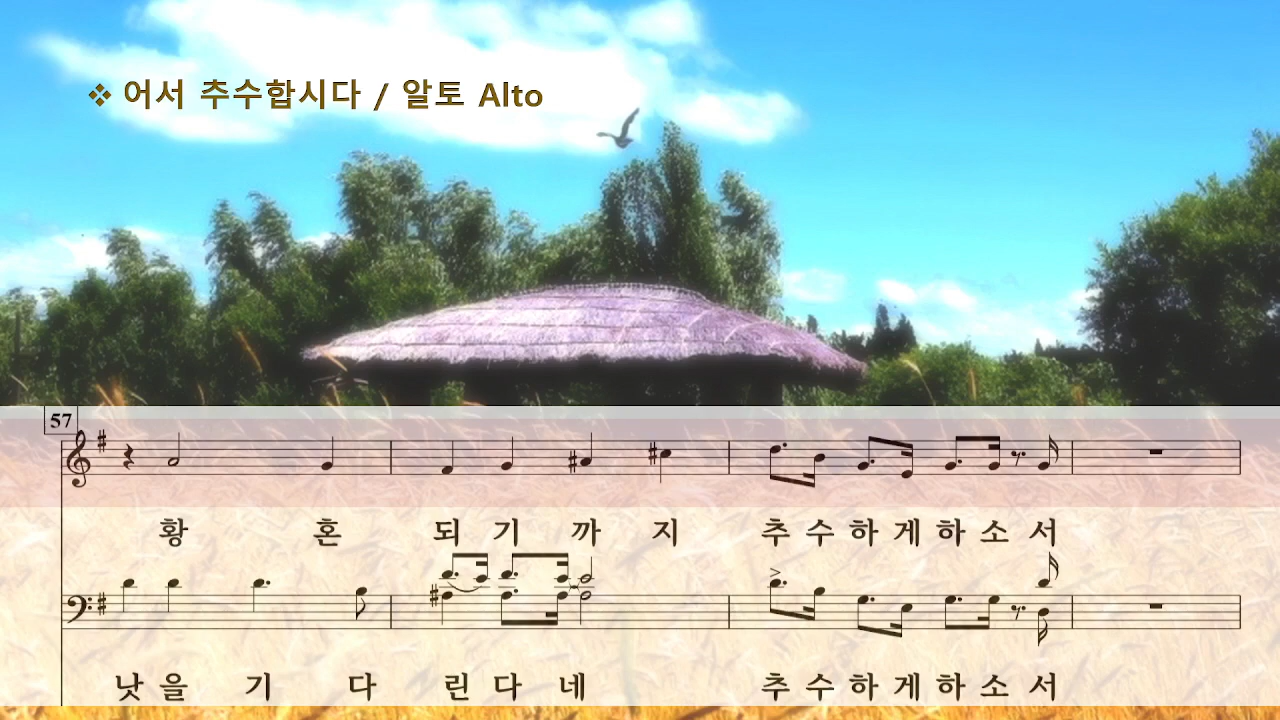 ❖ 어서 추수합시다 / 알토 Alto
57
황 혼 되 기 까 지 추 수 하 게 하 소 서
낫 을 기 다 린 다 네 추 수 하 게 하 소 서